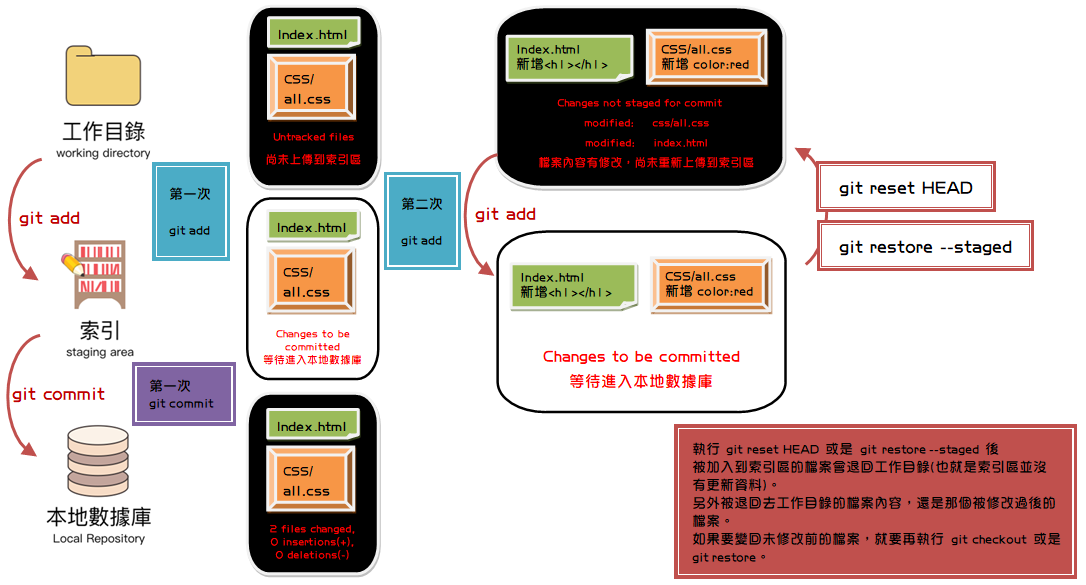 工作目錄
working directory
git add
索引
staging area
git commit
本地數據庫
Local Repository
第一次
git add
第一次
git commit
Index.html
CSS/
all.css
Untracked files
尚未上傳到索引區
Index.html
CSS/
all.css
Changes to be
committed
等待進入本地數據庫
Index.html
CSS/
all.css
2 files changed,
0 insertions(+),
0 deletions(-)
第二次
git add
git add
Index.html
新增<h1></h1>
CSS/all.css
新增 color:red
Changes not staged for commit
modified: css/all.css
modified: index.html
檔案內容有修改，尚未重新上傳到索引區
Index.html
新增<h1></h1>
CSS/all.css
新增 color:red
Changes to be committed
等待進入本地數據庫
git reset HEAD
git restore --staged
執行 git reset HEAD 或是 git restore --staged 後
被加入到索引區的檔案會退回工作目錄(也就是索引區並沒
有更新資料)。
另外被退回去工作目錄的檔案內容，還是那個被修改過後的
檔案。
如果要變回未修改前的檔案，就要再執行 git checkout 或是
git restore。